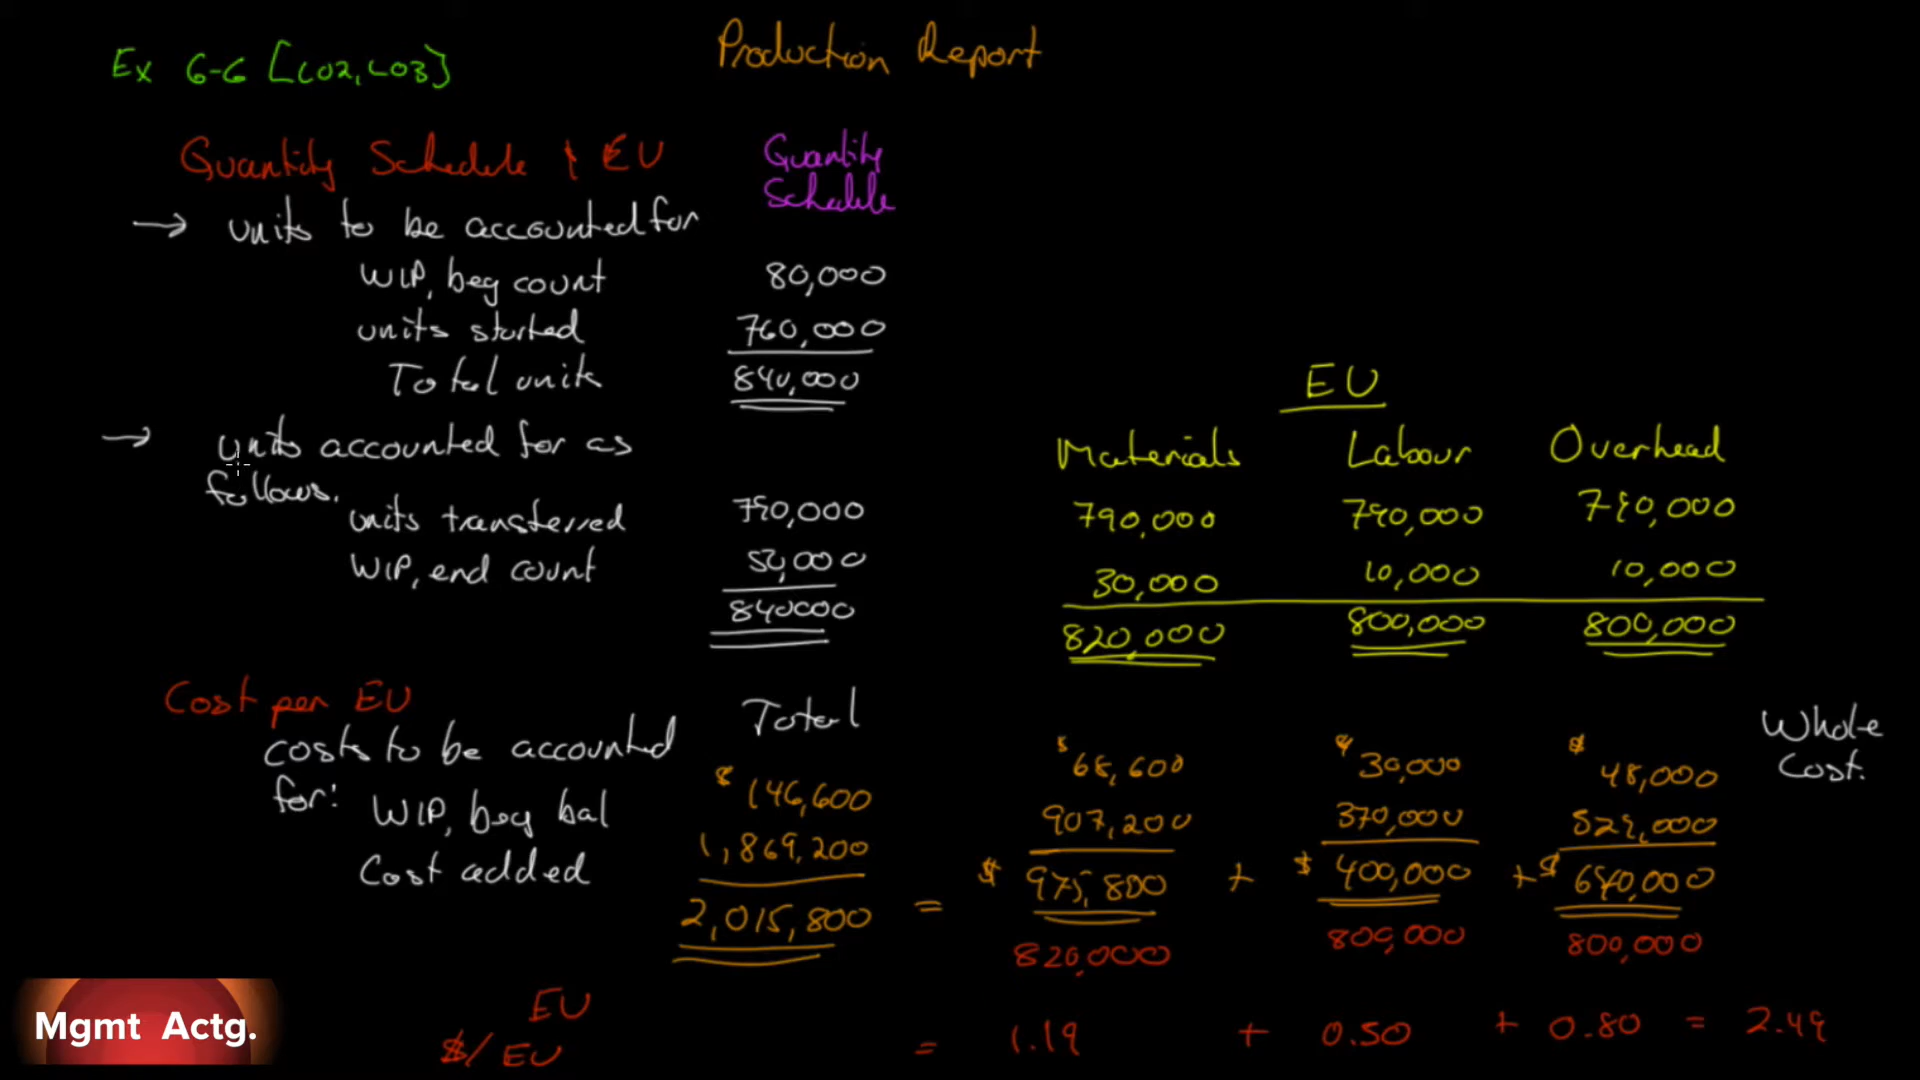 Ex 6-6 [LO2, LO3]
Production Report
Quantity Schedule & EU
Quantity
Schedule
→ units to be accounted for
WIP, beg count 80,000
units started 760,000
Total units 840,000
EU
→ units accounted for as
follows.
Materials Labour Overhead
units transferred 790,000 790,000 790,000 790,000
WIP, end count 50,000 30,000 10,000 10,000
840000 820,000 800,000 800,000
Cost per EU
Total
Whole
Cost.
costs to be accounted
for:
WIP, beg bal $146,600 $68,600 $30,000 $48,000
Cost added 1,869,200 907,200 370,000
2,015,800 = $975,800 + $400,000 + $640,000
EU 820,000 800,000 800,000
$/EU = 1.19 + 0.50 + 0.80 = 2.49
Mgmt Actg.